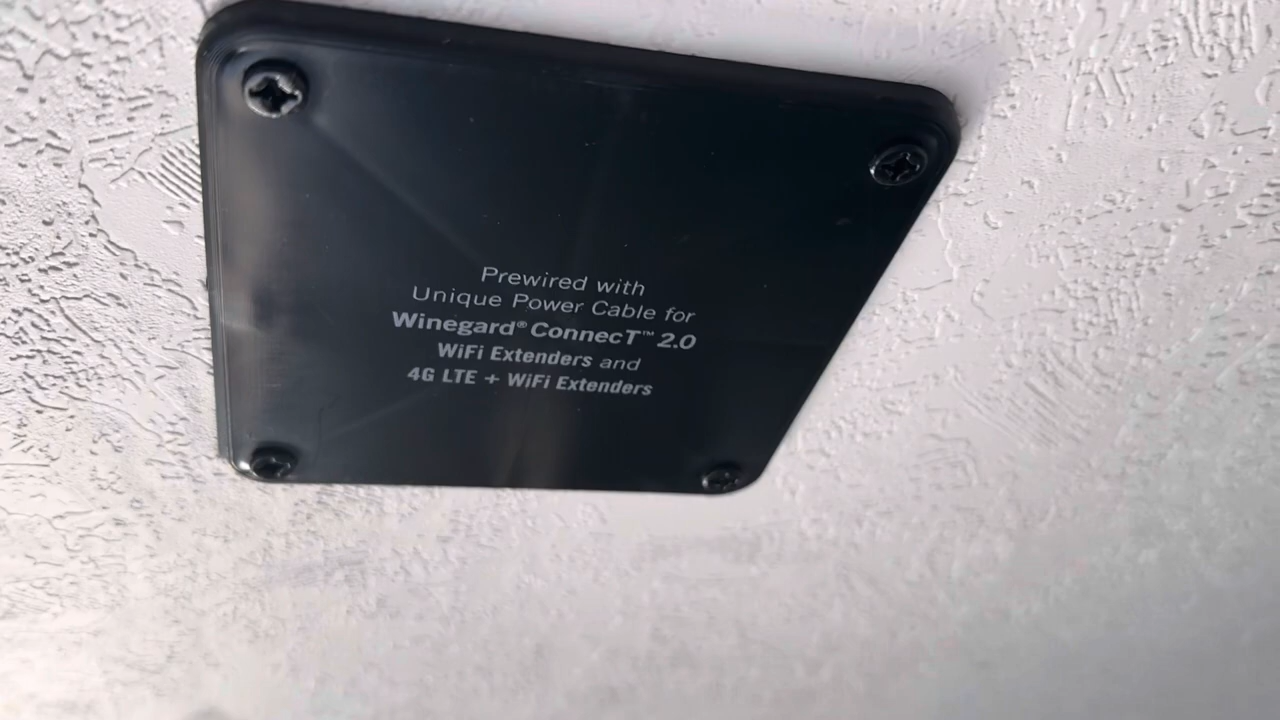 Prewired with
Unique Power Cable for
Winegard® ConnecT™ 2.0
WiFi Extenders and
4G LTE + WiFi Extenders